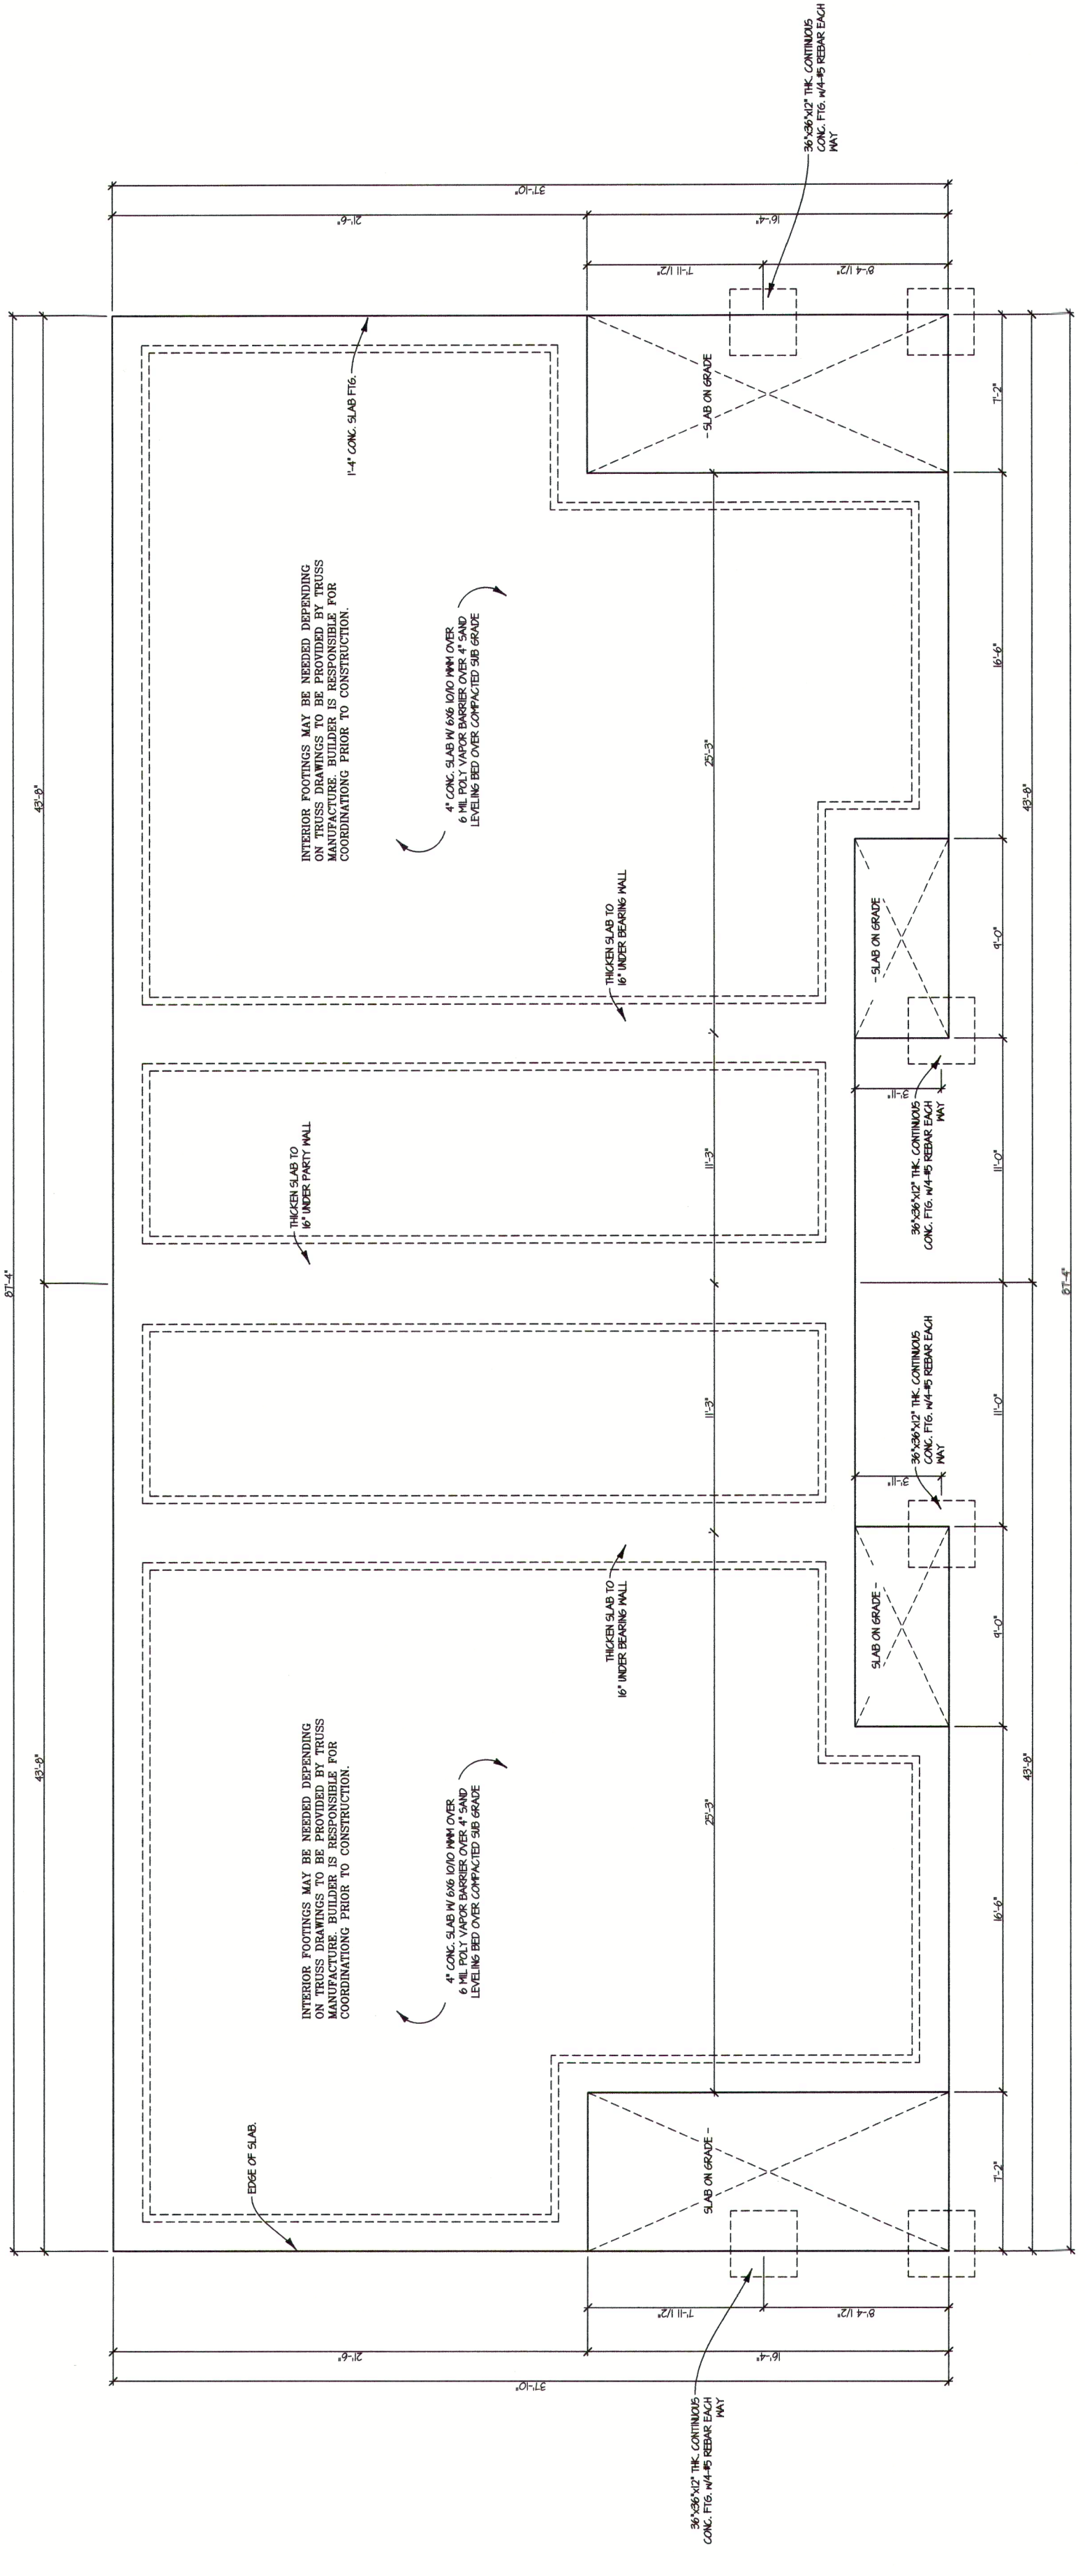 87'-4"
43'-8"
43'-8"
37'-10"
21'-6"
16'-4"
7'-11 1/2"
8'-4 1/2"
36"x36"x12" THK. CONTINUOUS
CONC. FTG. w/4-#5 REBAR EACH
WAY
EDGE OF SLAB.
INTERIOR FOOTINGS MAY BE NEEDED DEPENDING
ON TRUSS DRAWINGS TO BE PROVIDED BY TRUSS
MANUFACTURE. BUILDER IS RESPONSIBLE FOR
COORDINATIONG PRIOR TO CONSTRUCTION.
4" CONC. SLAB W/ 6X6 10/10 WWM OVER
6 MIL POLY VAPOR BARRIER OVER 4" SAND
LEVELING BED OVER COMPACTED SUB GRADE
THICKEN SLAB TO
16" UNDER BEARING WALL
THICKEN SLAB TO
16" UNDER PARTY WALL
THICKEN SLAB TO
16" UNDER BEARING WALL
INTERIOR FOOTINGS MAY BE NEEDED DEPENDING
ON TRUSS DRAWINGS TO BE PROVIDED BY TRUSS
MANUFACTURE. BUILDER IS RESPONSIBLE FOR
COORDINATIONG PRIOR TO CONSTRUCTION.
4" CONC. SLAB W/ 6X6 10/10 WWM OVER
6 MIL POLY VAPOR BARRIER OVER 4" SAND
LEVELING BED OVER COMPACTED SUB GRADE
1'-4" CONC. SLAB FTG.
37'-10"
21'-6"
16'-4"
7'-11 1/2"
8'-4 1/2"
36"x36"x12" THK. CONTINUOUS
CONC. FTG. w/4-#5 REBAR EACH
WAY
SLAB ON GRADE -
25'-3"
11'-3"
11'-3"
25'-3"
- SLAB ON GRADE
SLAB ON GRADE -
3'-11"
3'-11"
- SLAB ON GRADE
36"x36"x12" THK. CONTINUOUS
CONC. FTG. w/4-#5 REBAR EACH
WAY
36"x36"x12" THK. CONTINUOUS
CONC. FTG. w/4-#5 REBAR EACH
WAY
7'-2"
16'-6"
9'-0"
11'-0"
11'-0"
9'-0"
16'-6"
7'-2"
43'-8"
43'-8"
87'-4"